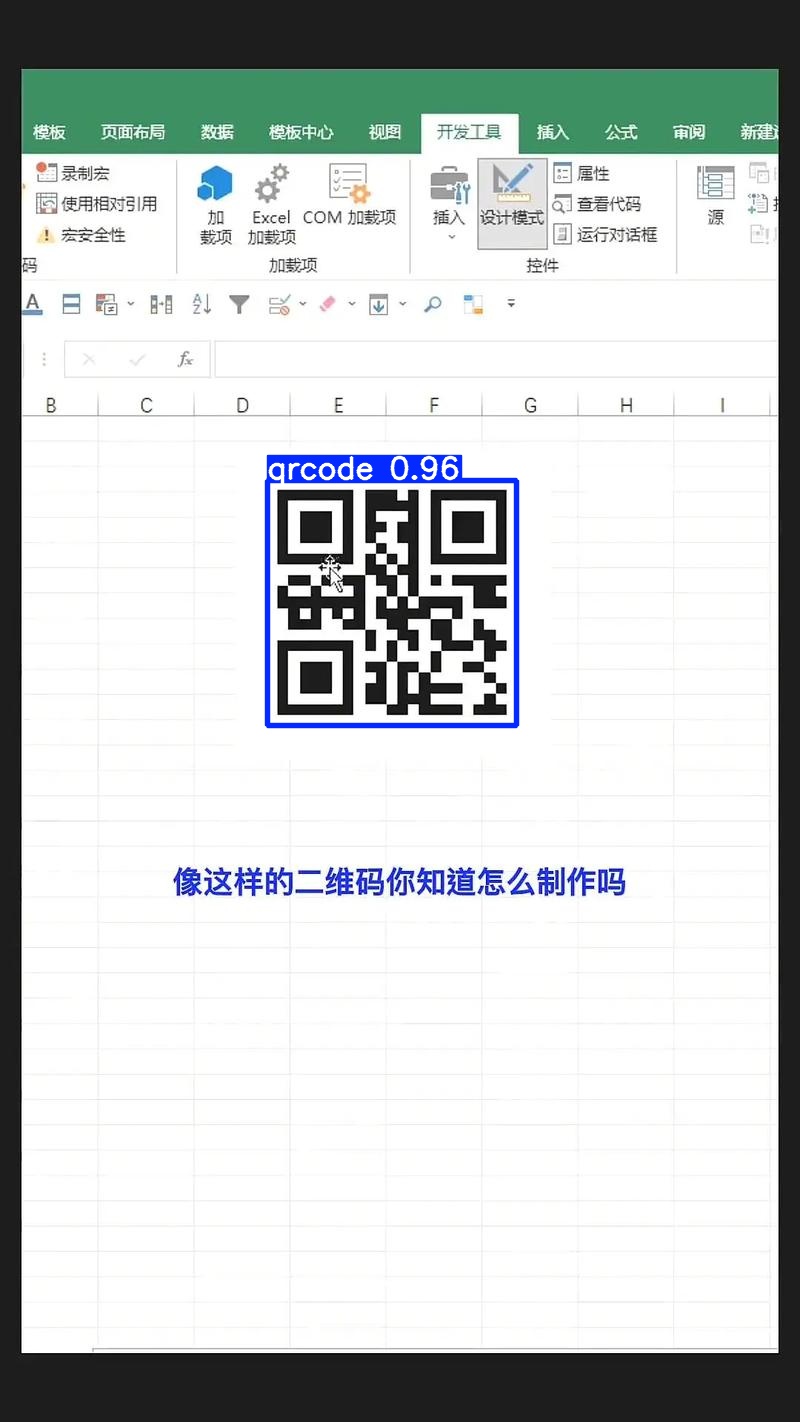 模板 页面布局 数据 模板中心 视图 开发工具 插入 公式 审阅 新建
录制宏
使用相对引用
宏安全性
码
加
载项
Excel
加载项
COM 加载项
加载项
插入
设计模式
属性
查看代码
运行对话框
控件
源
fx
B C D E F G H I
qrcode 0.96
像这样的二维码你知道怎么制作吗